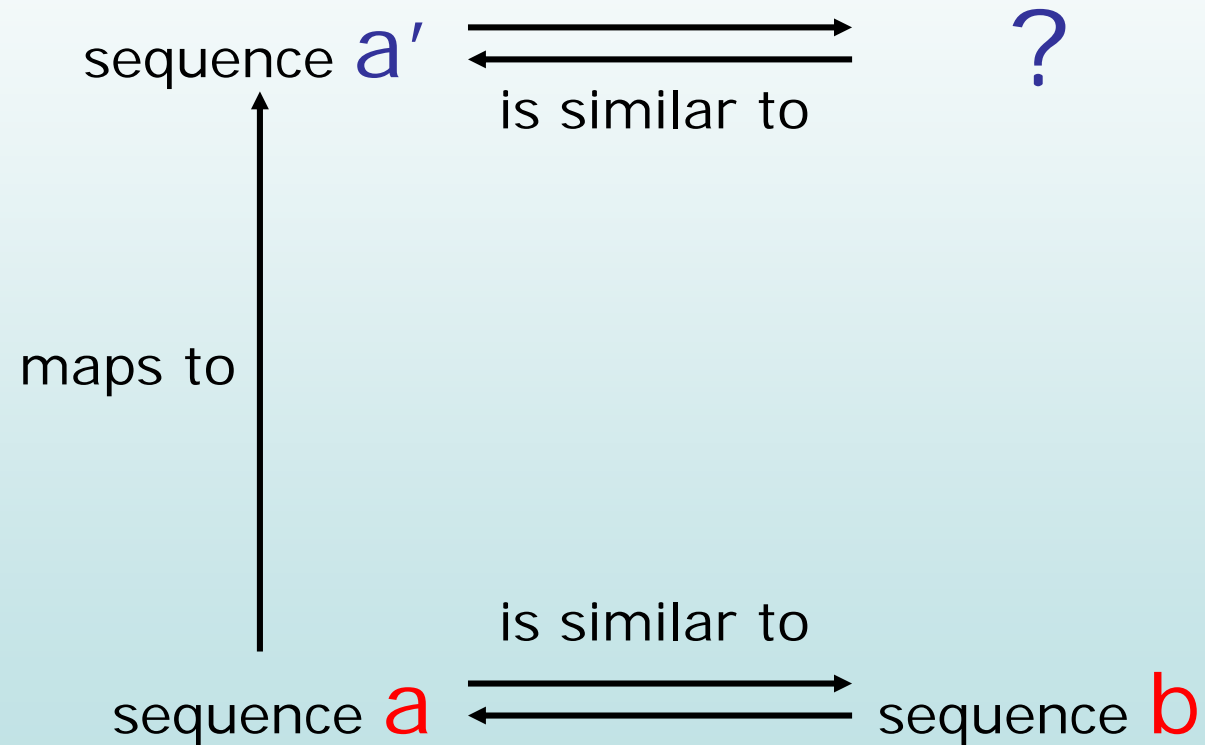 sequence a′ ?
is similar to
maps to
is similar to
sequence a sequence b